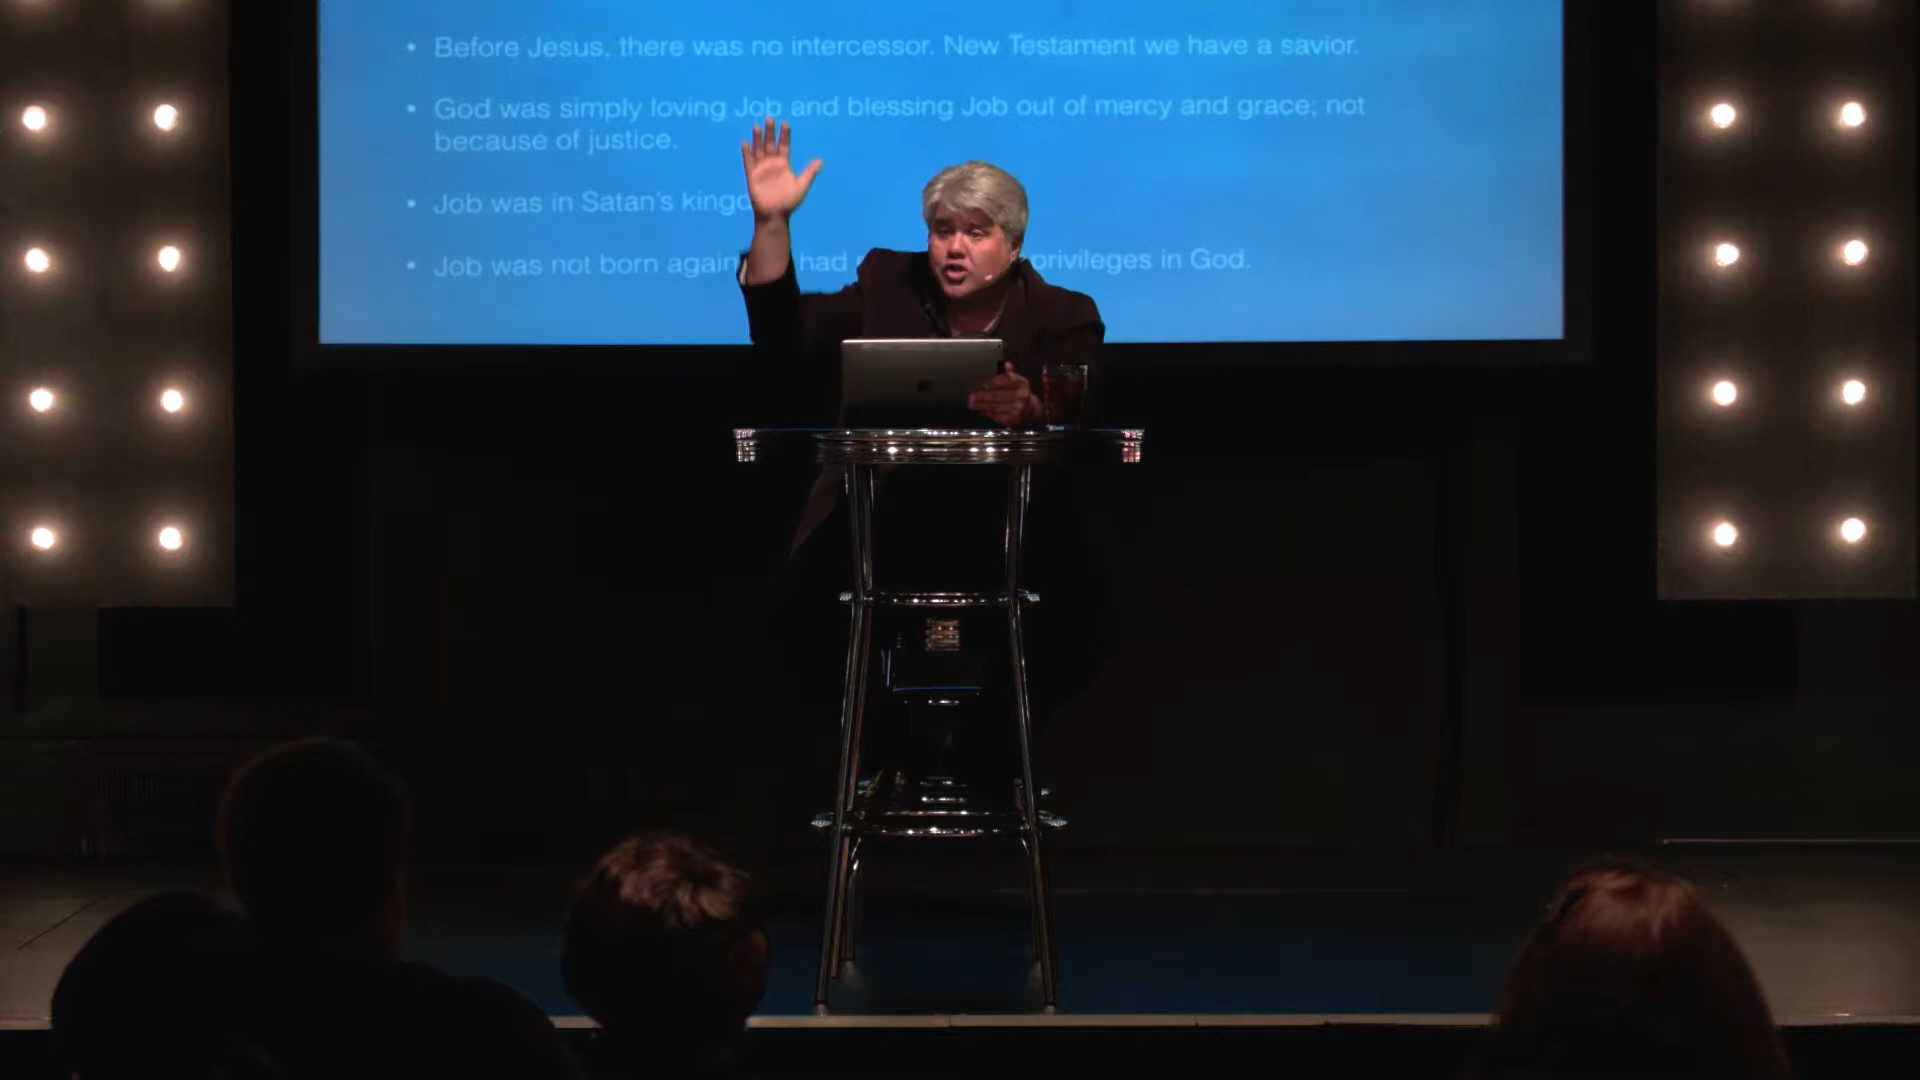 • Before Jesus, there was no intercessor. New Testament we have a savior.
• God was simply loving Job and blessing Job out of mercy and grace; not
because of justice.
• Job was in Satan's
• Job was not born again had privileges in God.